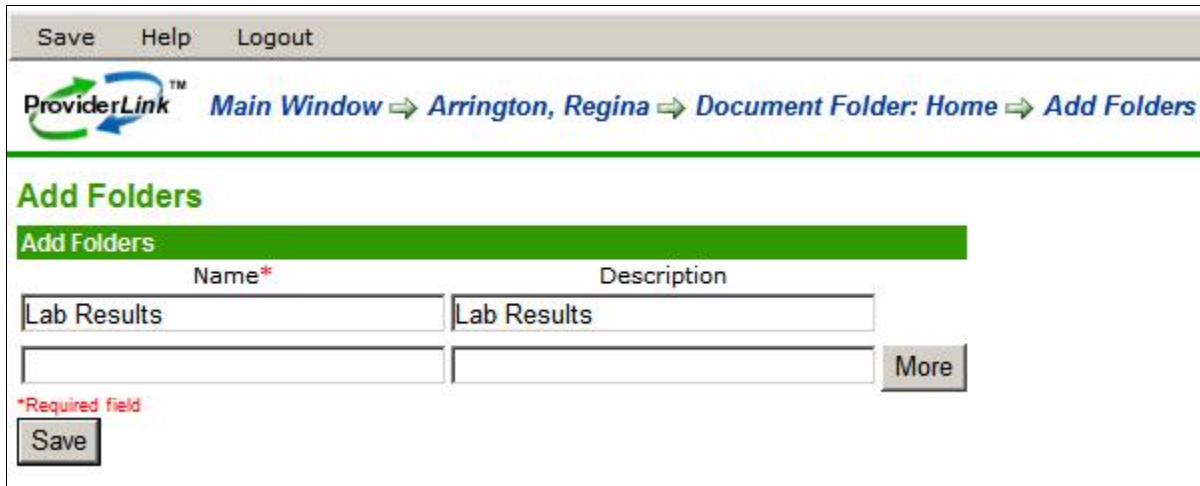 Save Help Logout
ProviderLink™ Main Window ⇨ Arrington, Regina ⇨ Document Folder: Home ⇨ Add Folders
Add Folders
Add Folders
Name* Description
Lab Results Lab Results
More
*Required field
Save